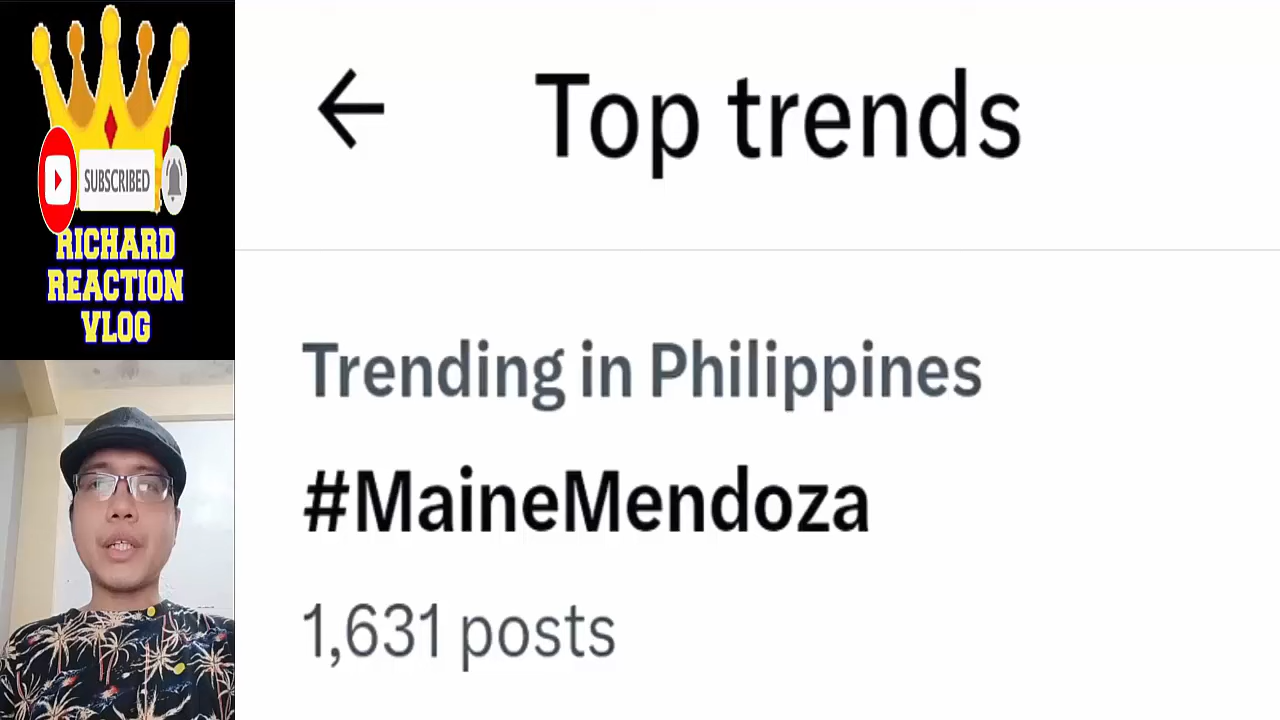 SUBSCRIBED
RICHARD
REACTION
VLOG
Top trends
Trending in Philippines
#MaineMendoza
1,631 posts